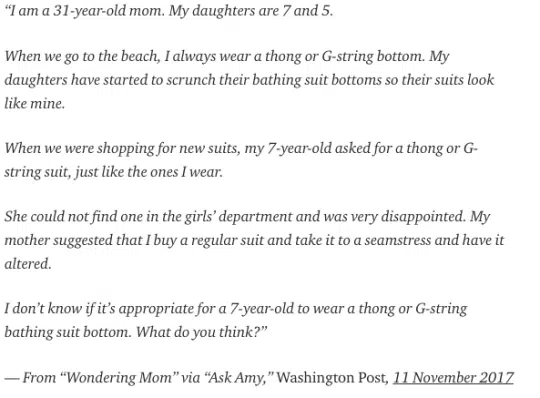 “I am a 31-year-old mom. My daughters are 7 and 5.
When we go to the beach, I always wear a thong or G-string bottom. My
daughters have started to scrunch their bathing suit bottoms so their suits look
like mine.
When we were shopping for new suits, my 7-year-old asked for a thong or G-
string suit, just like the ones I wear.
She could not find one in the girls’ department and was very disappointed. My
mother suggested that I buy a regular suit and take it to a seamstress and have it
altered.
I don’t know if it’s appropriate for a 7-year-old to wear a thong or G-string
bathing suit bottom. What do you think?”
— From “Wondering Mom” via “Ask Amy,” Washington Post, 11 November 2017